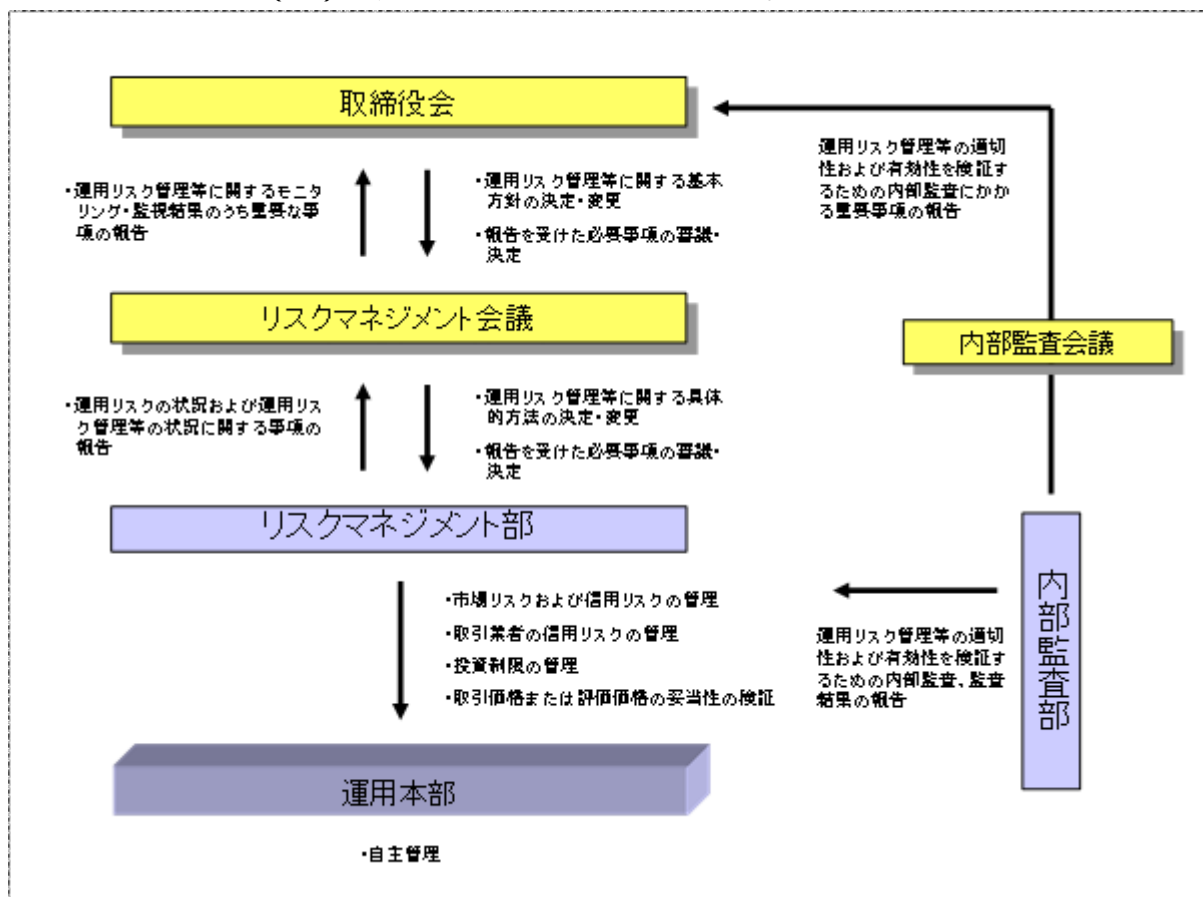 取締役会
・運用リスク管理等に関するモニタ
リング・監視結果のうち重要な事
項の報告
・運用リスク管理等に関する基本
方針の決定・変更
・報告を受けた必要事項の審議・
決定
運用リスク管理等の適切
性および有効性を検証す
るための内部監査にかか
る重要事項の報告
リスクマネジメント会議
内部監査会議
・運用リスクの状況および運用リス
ク管理等の状況に関する事項の
報告
・運用リスク管理等に関する具体
的方法の決定・変更
・報告を受けた必要事項の審議・
決定
リスクマネジメント部
・市場リスクおよび信用リスクの管理
・取引業者の信用リスクの管理
・投資制限の管理
・取引価格または評価価格の妥当性の検証
運用リスク管理等の適切
性および有効性を検証す
るための内部監査、監査
結果の報告
内部監査部
運用本部
・自主管理